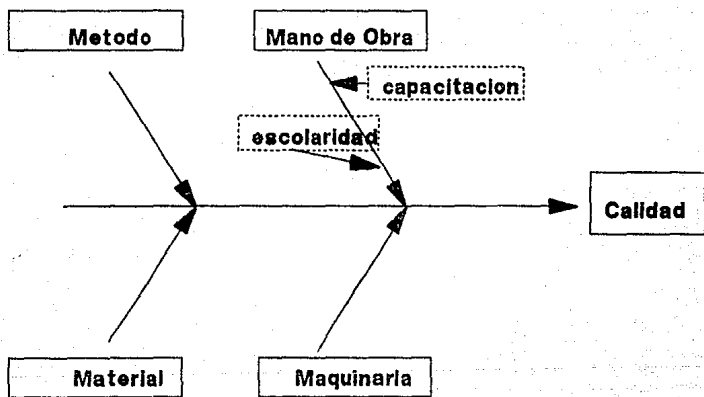 Metodo
Mano de Obra
capacitacion
escolaridad
Calidad
Material
Maquinaria